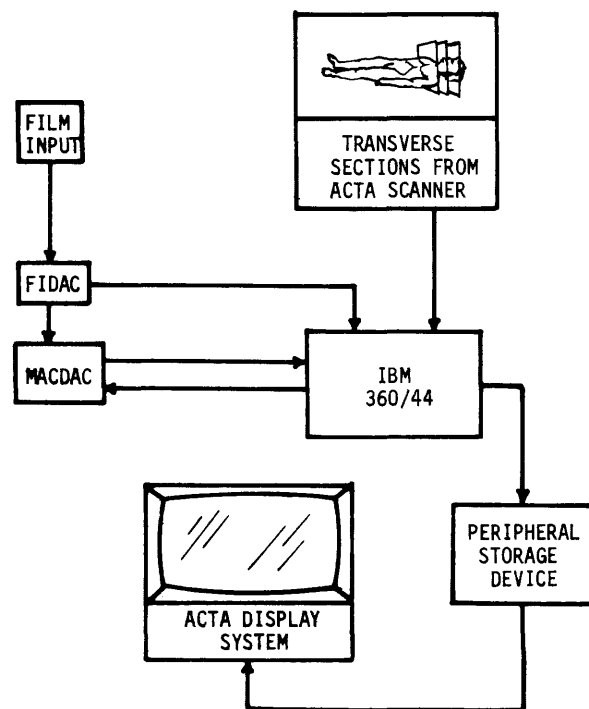 FILM
INPUT
TRANSVERSE
SECTIONS FROM
ACTA SCANNER
FIDAC
MACDAC
IBM
360/44
PERIPHERAL
STORAGE
DEVICE
ACTA DISPLAY
SYSTEM